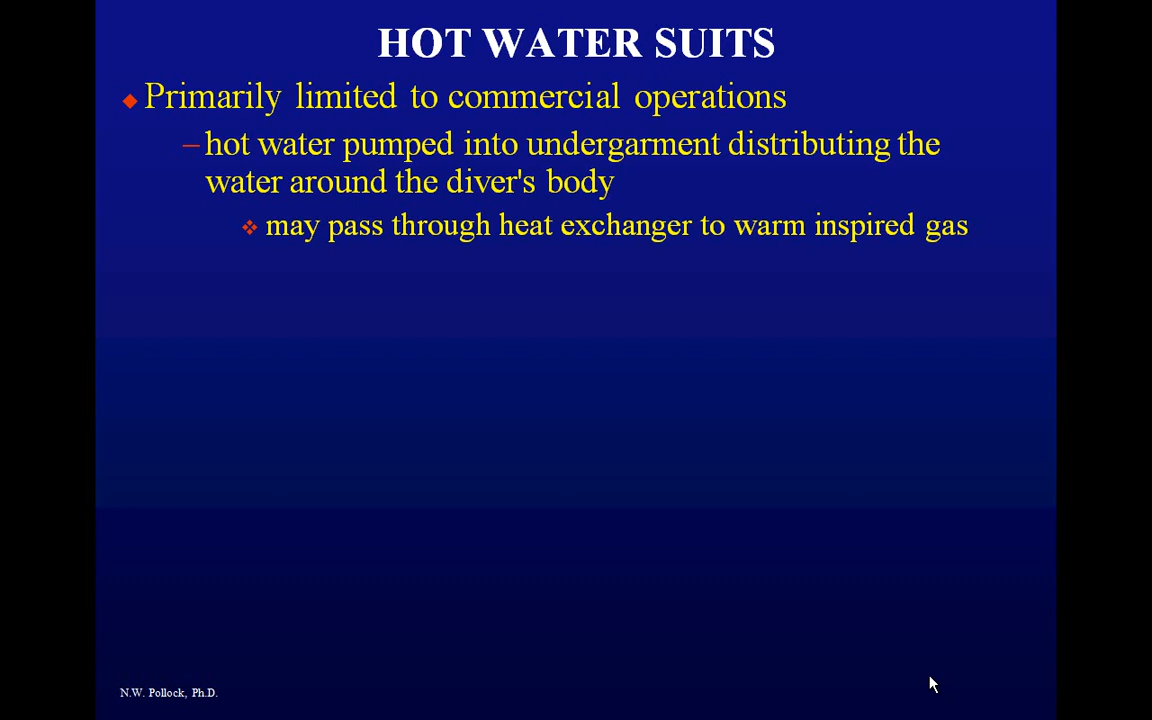 HOT WATER SUITS
Primarily limited to commercial operations
–hot water pumped into undergarment distributing the
water around the diver's body
may pass through heat exchanger to warm inspired gas
N.W. Pollock, Ph.D.